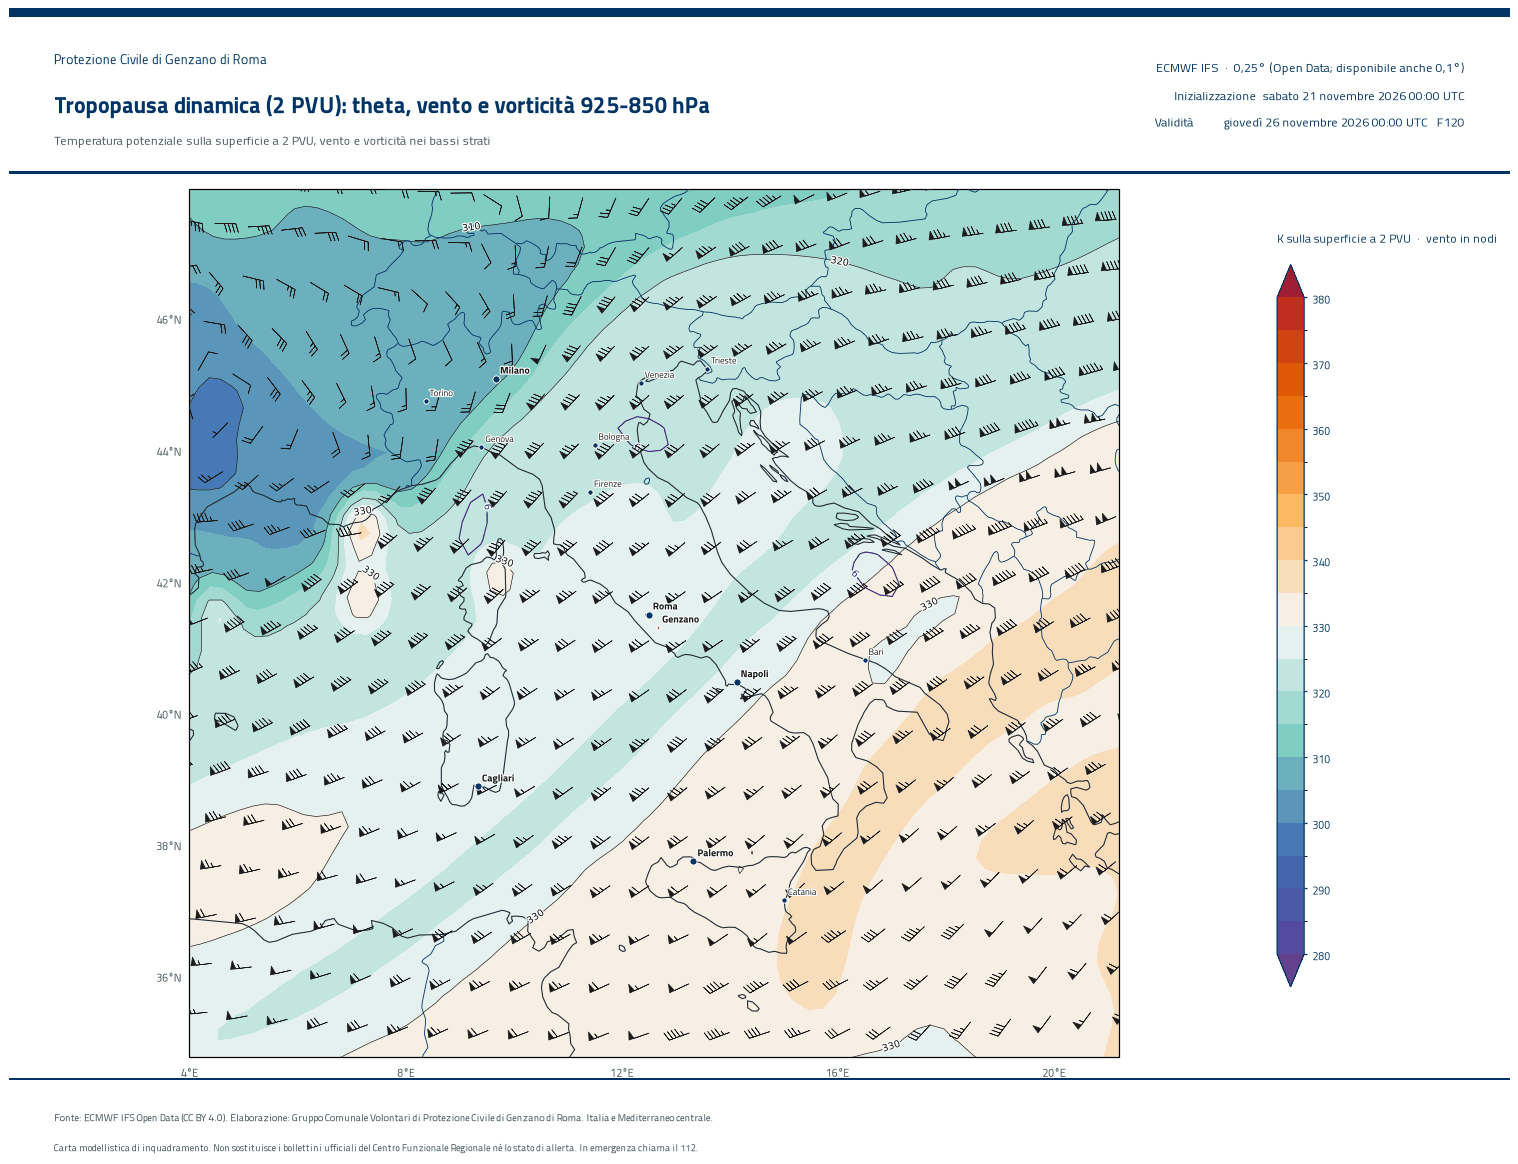 Protezione Civile di Genzano di Roma
Tropopausa dinamica (2 PVU): theta, vento e vorticità 925-850 hPa
Temperatura potenziale sulla superficie a 2 PVU, vento e vorticità nei bassi strati
ECMWF IFS · 0,25° (Open Data; disponibile anche 0,1°)
Inizializzazione sabato 21 novembre 2026 00:00 UTC
Validità giovedì 26 novembre 2026 00:00 UTC F120
K sulla superficie a 2 PVU · vento in nodi
380
370
360
350
340
330
320
310
300
290
280
46°N
44°N
42°N
40°N
38°N
36°N
4°E
8°E
12°E
16°E
20°E
310
320
Milano
Trieste
Venezia
Torino
Genova
Bologna
Firenze
6
330
330
330
6
330
Roma
Genzano
Bari
Napoli
Cagliari
Palermo
Catania
330
330
Fonte: ECMWF IFS Open Data (CC BY 4.0). Elaborazione: Gruppo Comunale Volontari di Protezione Civile di Genzano di Roma. Italia e Mediterraneo centrale.
Carta modellistica di inquadramento. Non sostituisce i bollettini ufficiali del Centro Funzionale Regionale né lo stato di allerta. In emergenza chiama il 112.